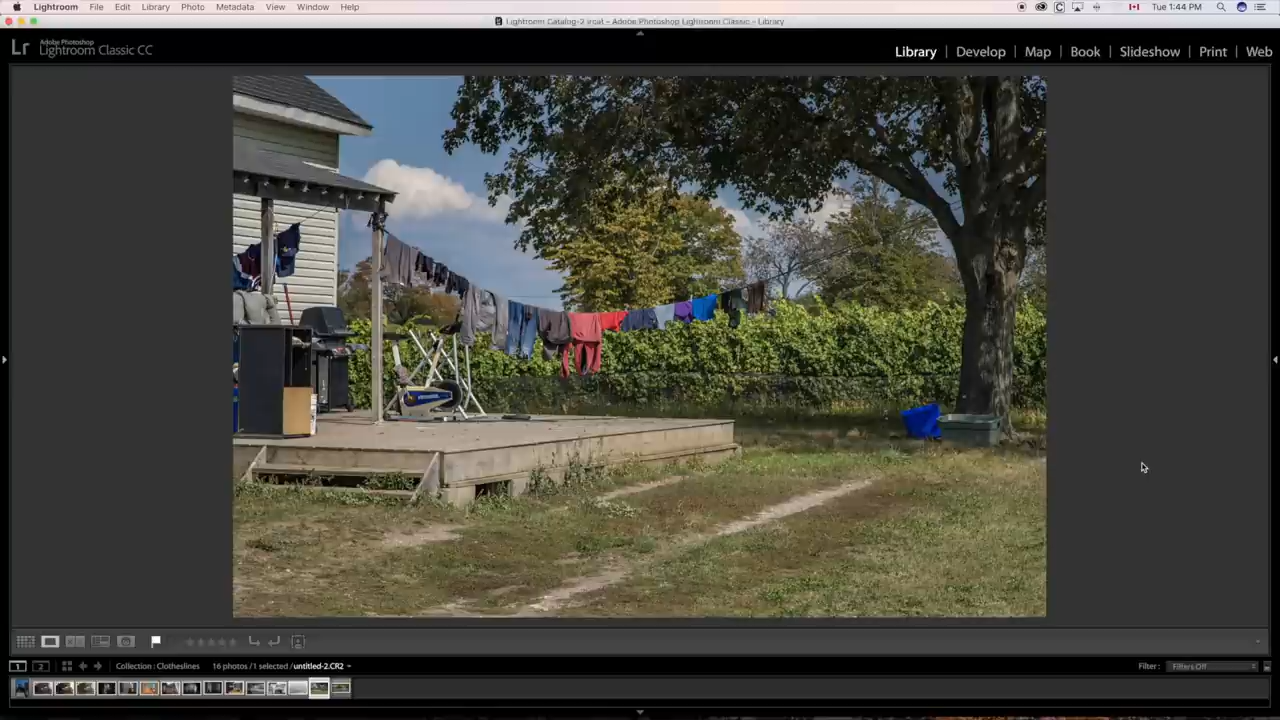 Lightroom File Edit Library Photo Metadata View Window Help Tue 1:44 PM
Lightroom Catalog-2.lrcat - Adobe Photoshop Lightroom Classic - Library
Lr Adobe Photoshop
Lightroom Classic CC
Library | Develop | Map | Book | Slideshow | Print | Web
1 2 Collection : Clotheslines 16 photos / 1 selected / untitled-2.CR2 Filter : Filters Off